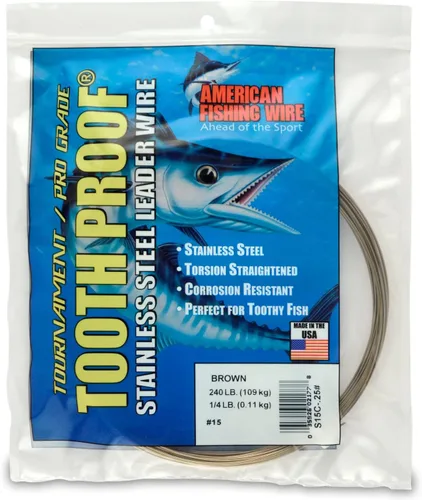 TOURNAMENT / PRO GRADE
TOOTH PROOF®
STAINLESS STEEL LEADER WIRE
AMERICAN
FISHING WIRE
Ahead of the Sport
• STAINLESS STEEL
• TORSION STRAIGHTENED
• CORROSION RESISTANT
• PERFECT FOR TOOTHY FISH
MADE IN THE
USA
BROWN
240 LB. (109 kg)
1/4 LB. (0.11 kg)
#15
S15C-.25#